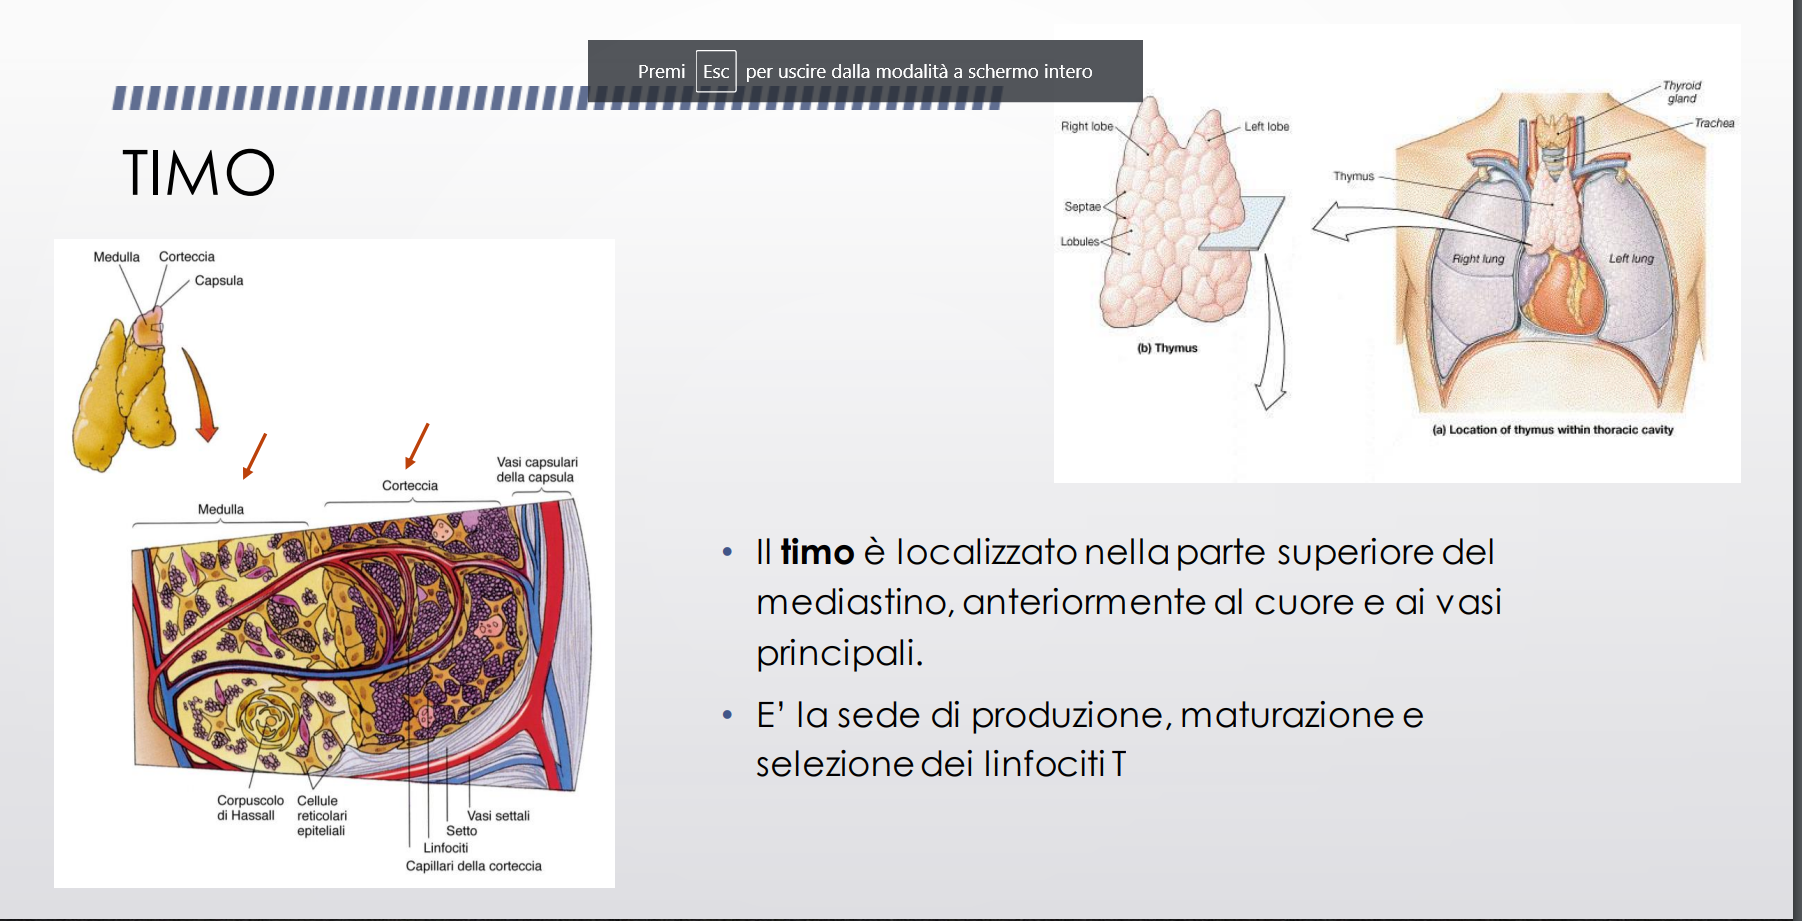 Premi Esc per uscire dalla modalità a schermo intero
TIMO
Medulla Corteccia
Capsula
Vasi capsulari
della capsula
Corteccia
Medulla
Corpuscolo
di Hassall
Cellule
reticolari
epiteliali
Vasi settali
Setto
Linfociti
Capillari della corteccia
Right lobe
Left lobe
Septae
Lobules
(b) Thymus
Thyroid
gland
Trachea
Thymus
Right lung
Left lung
(a) Location of thymus within thoracic cavity
• Il timo è localizzato nella parte superiore del
mediastino, anteriormente al cuore e ai vasi
principali.
• E’ la sede di produzione, maturazione e
selezione dei linfociti T